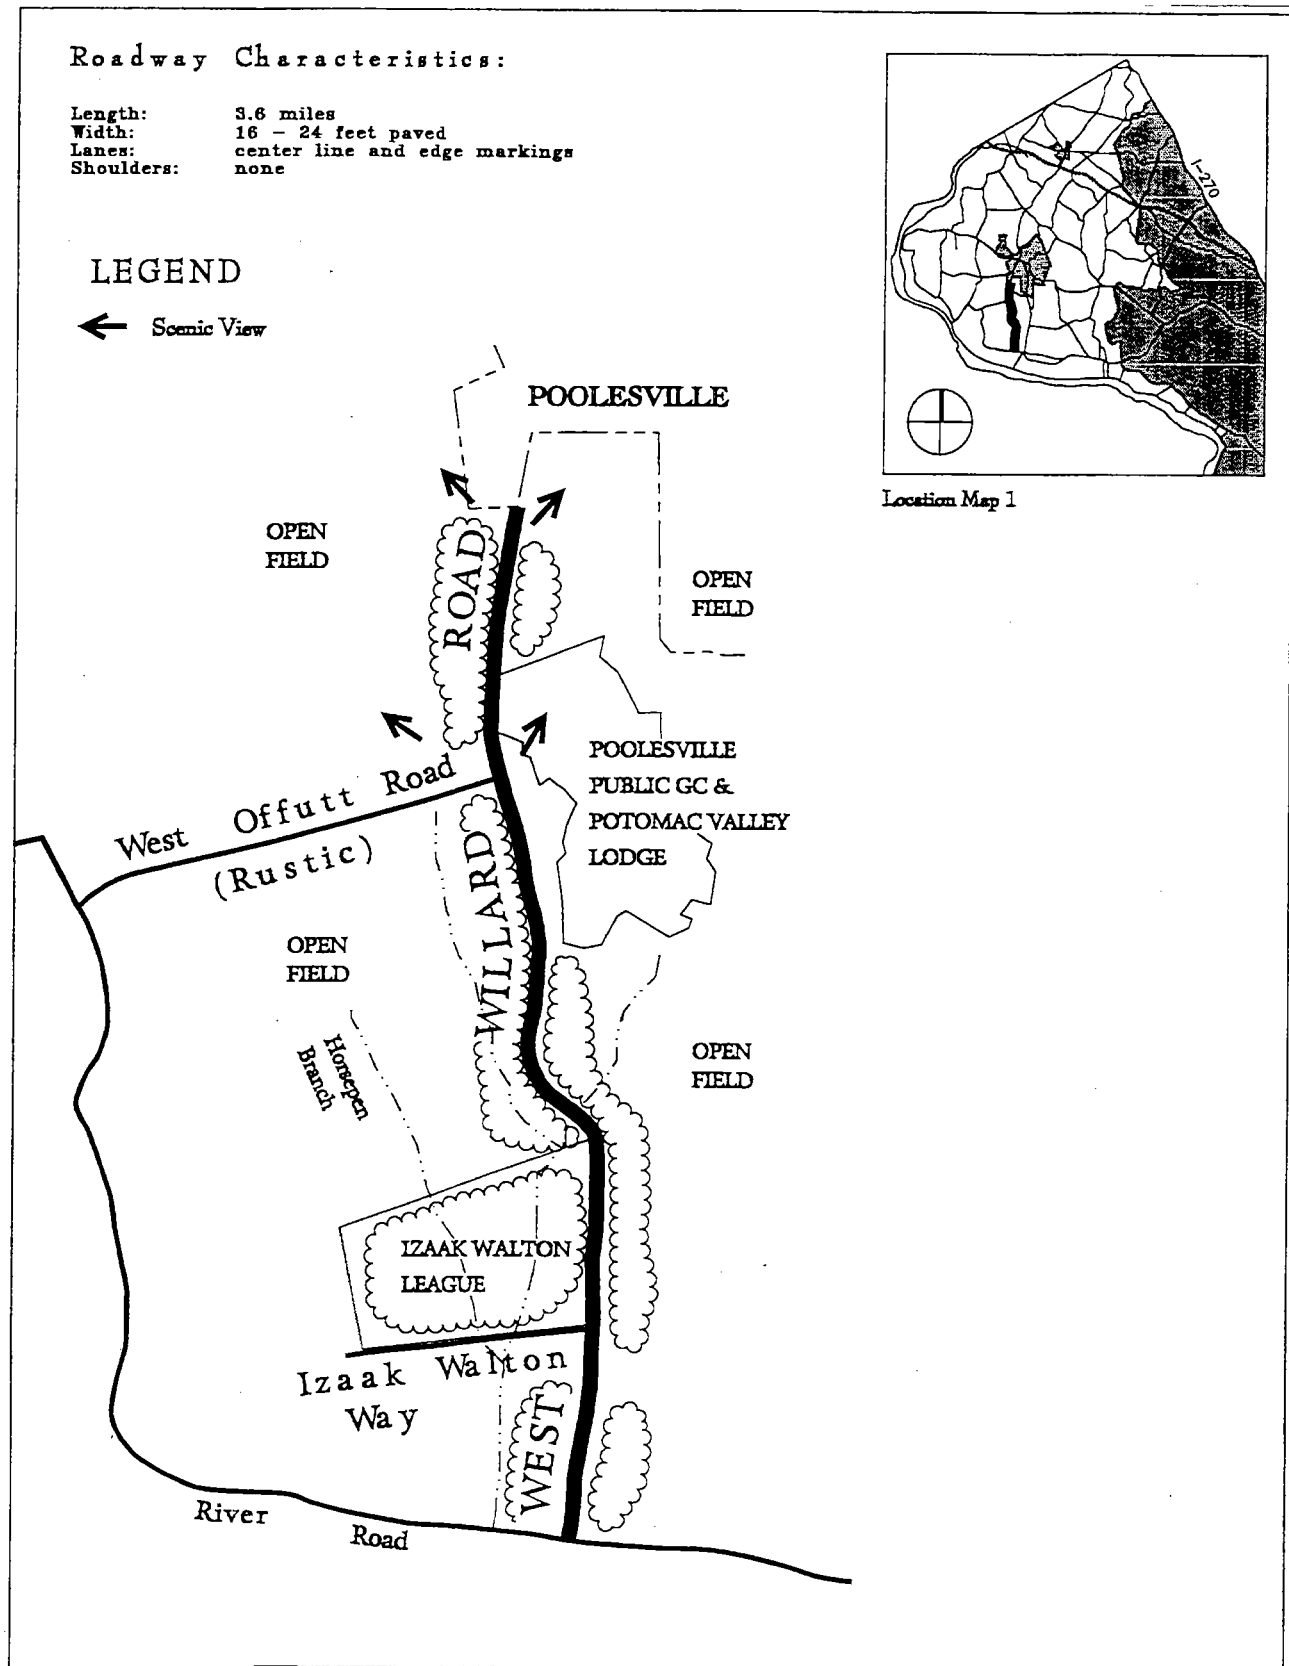 Roadway Characteristics:
Length: 3.6 miles
Width: 16 - 24 feet paved
Lanes: center line and edge markings
Shoulders: none
LEGEND
Scenic View
I-270
Location Map 1
POOLESVILLE
OPEN
FIELD
ROAD
OPEN
FIELD
POOLESVILLE
PUBLIC GC &
POTOMAC VALLEY
LODGE
West Offutt Road
(Rustic)
WILLARD
OPEN
FIELD
Horsepen
Branch
OPEN
FIELD
IZAAK WALTON
LEAGUE
Izaak Walton
Way
WEST
River Road